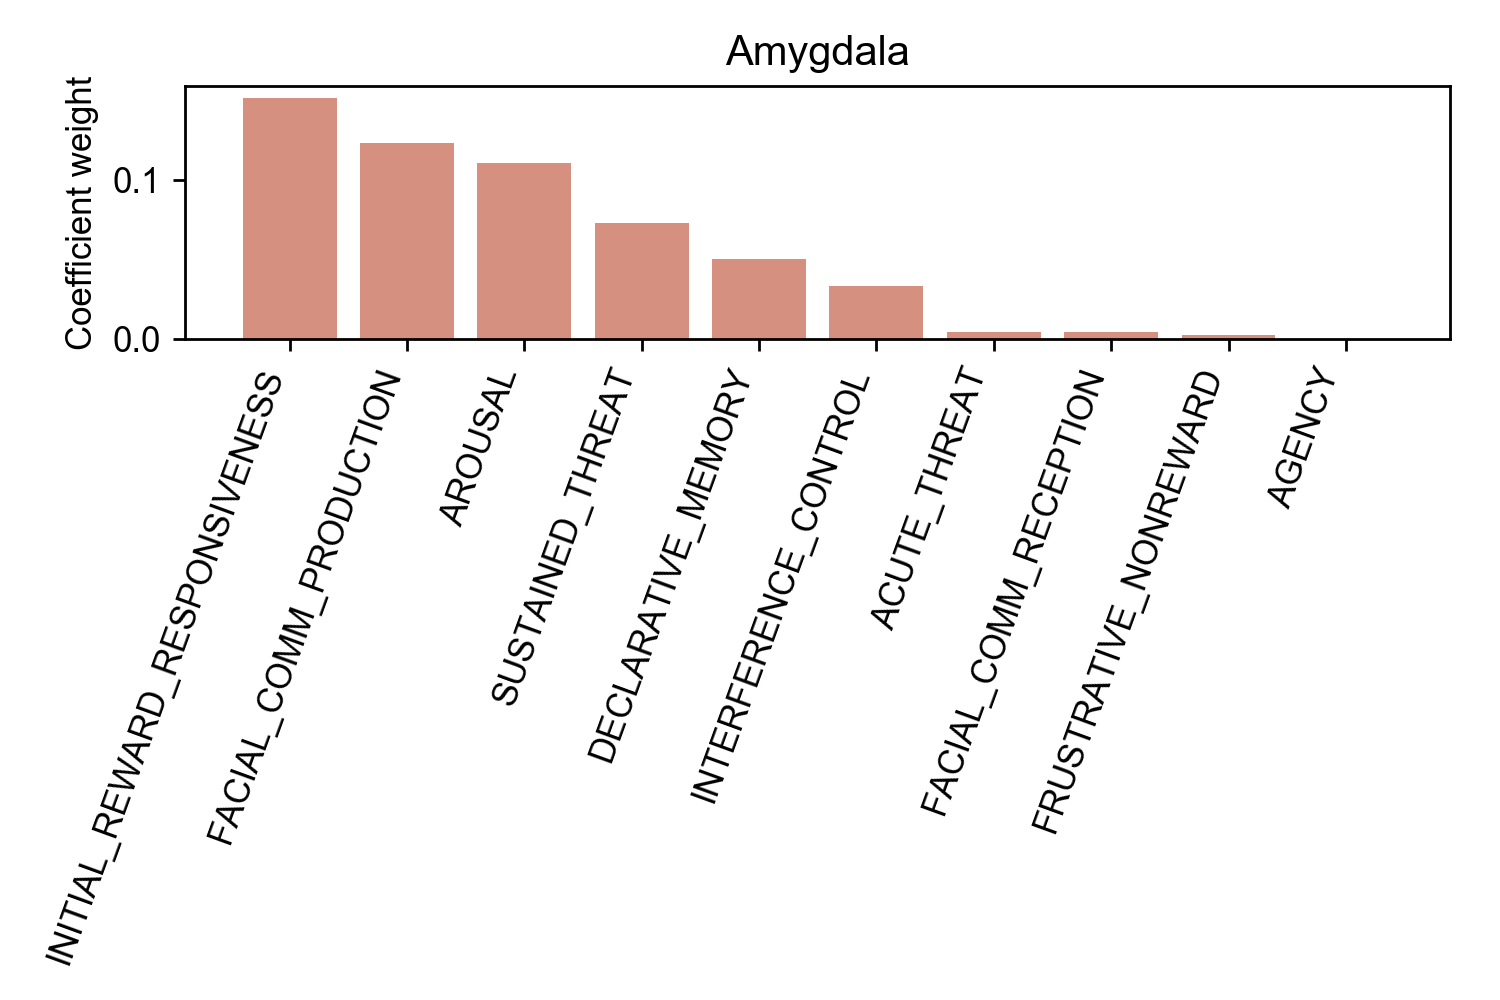 Amygdala
Coefficient weight
0.1
0.0
INITIAL_REWARD_RESPONSIVENESS
FACIAL_COMM_PRODUCTION
AROUSAL
SUSTAINED_THREAT
DECLARATIVE_MEMORY
INTERFERENCE_CONTROL
ACUTE_THREAT
FACIAL_COMM_RECEPTION
FRUSTRATIVE_NONREWARD
AGENCY